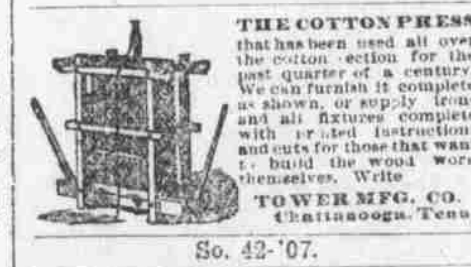 THE COTTON PRESS
that has been used all over
the cotton section for the
past quarter of a century.
We can furnish it complete
as shown, or supply irons
and all fixtures complete
with printed instructions
and cuts for those that want
to build the wood work
themselves. Write
TOWER MFG. CO.
Chattanooga, Tenn
So. 42-'07.